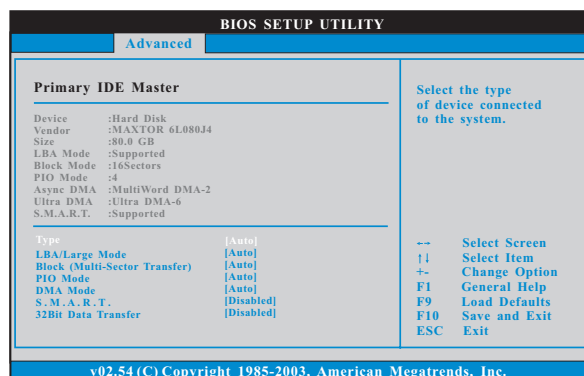 BIOS SETUP UTILITY
Advanced
Primary IDE Master
Device :Hard Disk
Vendor :MAXTOR 6L080J4
Size :80.0 GB
LBA Mode :Supported
Block Mode :16Sectors
PIO Mode :4
Async DMA :MultiWord DMA-2
Ultra DMA :Ultra DMA-6
S.M.A.R.T. :Supported
Type [Auto]
LBA/Large Mode [Auto]
Block (Multi-Sector Transfer) [Auto]
PIO Mode [Auto]
DMA Mode [Auto]
S.M.A.R.T. [Disabled]
32Bit Data Transfer [Disabled]
Select the type
of device connected
to the system.
←→ Select Screen
↑↓ Select Item
+- Change Option
F1 General Help
F9 Load Defaults
F10 Save and Exit
ESC Exit
v02.54 (C) Copyright 1985-2003, American Megatrends, Inc.